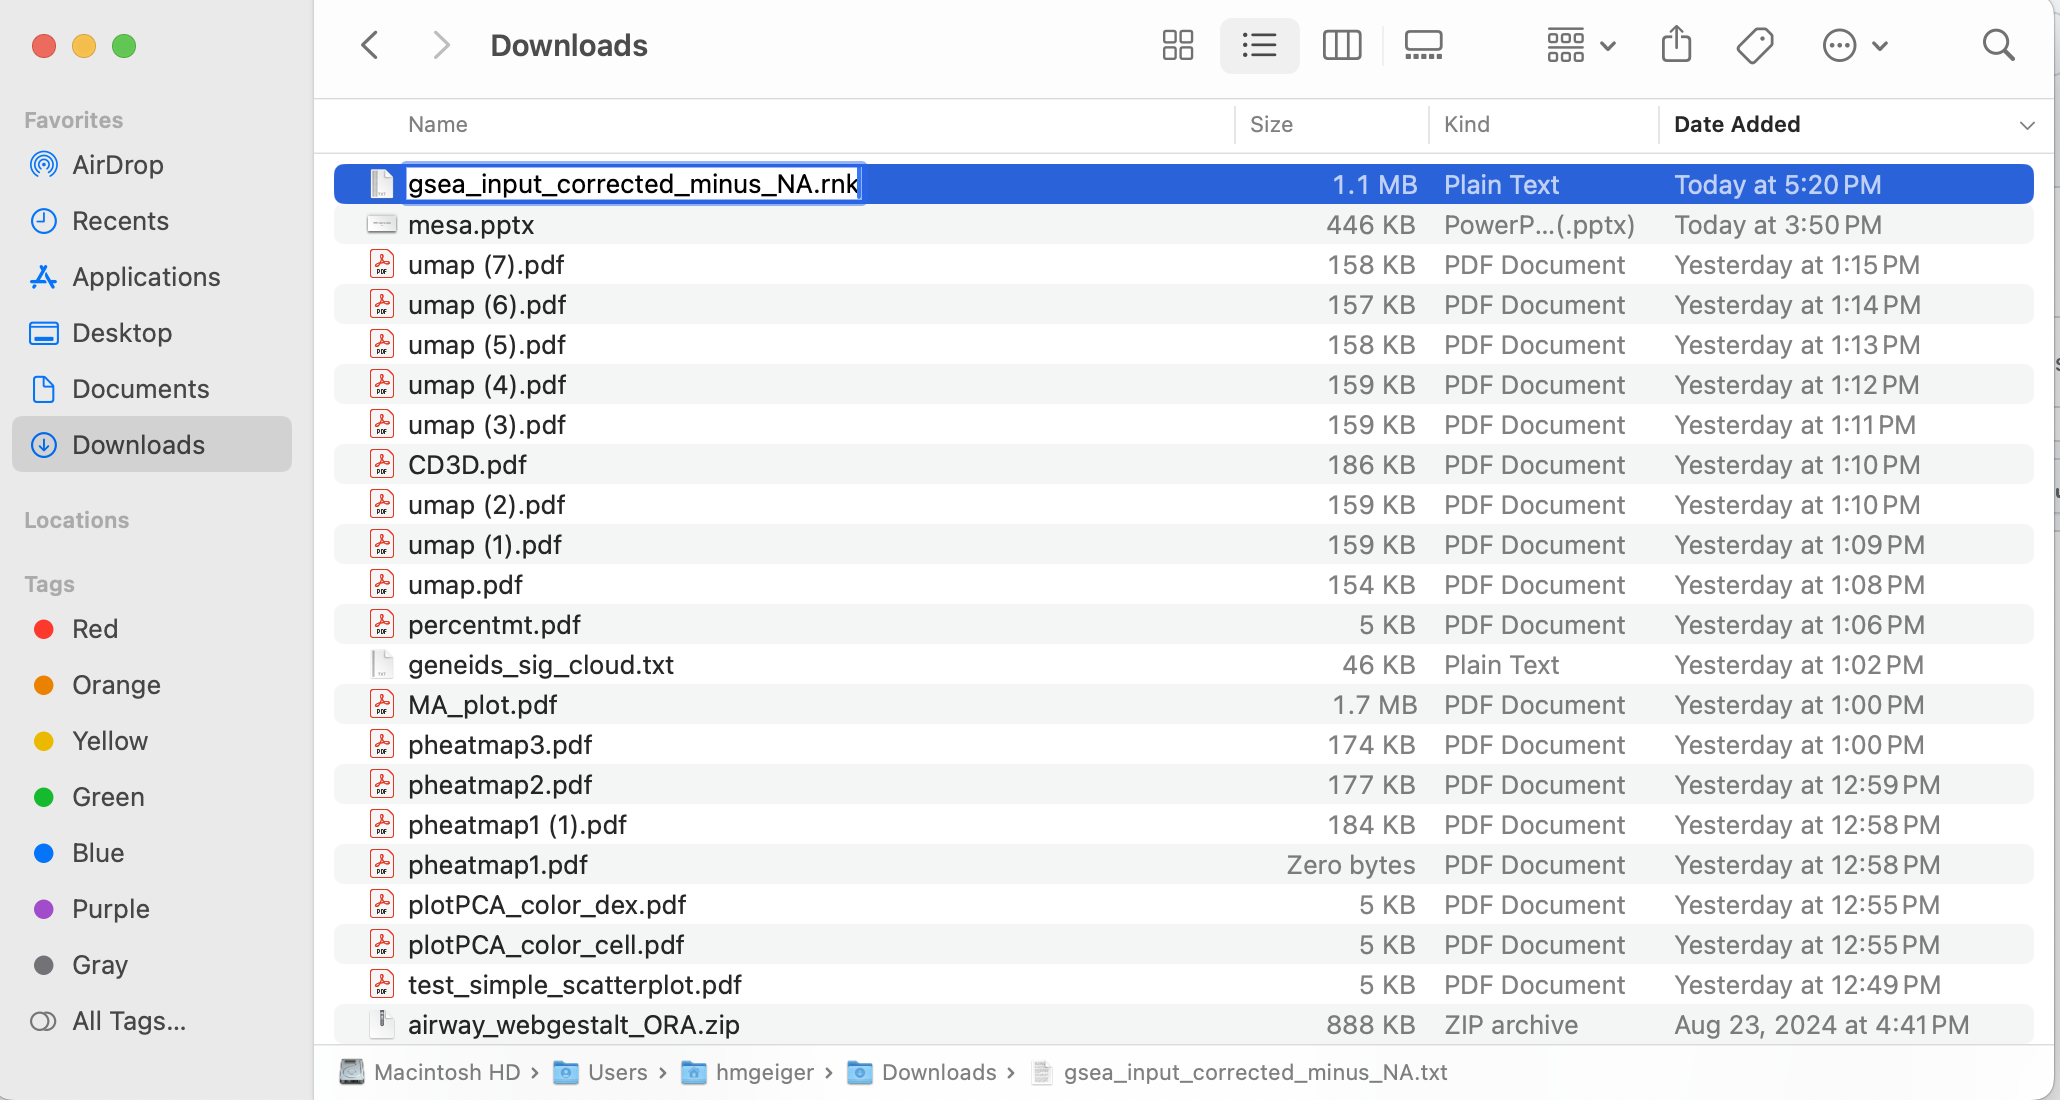 Downloads
Favorites
AirDrop
Recents
Applications
Desktop
Documents
Downloads
Locations
Tags
Red
Orange
Yellow
Green
Blue
Purple
Gray
All Tags...
Name Size Kind Date Added
gsea_input_corrected_minus_NA.rnk 1.1 MB Plain Text Today at 5:20 PM
mesa.pptx 446 KB PowerP...(.pptx) Today at 3:50 PM
umap (7).pdf 158 KB PDF Document Yesterday at 1:15 PM
umap (6).pdf 157 KB PDF Document Yesterday at 1:14 PM
umap (5).pdf 158 KB PDF Document Yesterday at 1:13 PM
umap (4).pdf 159 KB PDF Document Yesterday at 1:12 PM
umap (3).pdf 159 KB PDF Document Yesterday at 1:11 PM
CD3D.pdf 186 KB PDF Document Yesterday at 1:10 PM
umap (2).pdf 159 KB PDF Document Yesterday at 1:10 PM
umap (1).pdf 159 KB PDF Document Yesterday at 1:09 PM
umap.pdf 154 KB PDF Document Yesterday at 1:08 PM
percentmt.pdf 5 KB PDF Document Yesterday at 1:06 PM
geneids_sig_cloud.txt 46 KB Plain Text Yesterday at 1:02 PM
MA_plot.pdf 1.7 MB PDF Document Yesterday at 1:00 PM
pheatmap3.pdf 174 KB PDF Document Yesterday at 1:00 PM
pheatmap2.pdf 177 KB PDF Document Yesterday at 12:59 PM
pheatmap1 (1).pdf 184 KB PDF Document Yesterday at 12:58 PM
pheatmap1.pdf Zero bytes PDF Document Yesterday at 12:58 PM
plotPCA_color_dex.pdf 5 KB PDF Document Yesterday at 12:55 PM
plotPCA_color_cell.pdf 5 KB PDF Document Yesterday at 12:55 PM
test_simple_scatterplot.pdf 5 KB PDF Document Yesterday at 12:49 PM
airway_webgestalt_ORA.zip 888 KB ZIP archive Aug 23, 2024 at 4:41 PM
Macintosh HD › Users › hmgeiger › Downloads › gsea_input_corrected_minus_NA.txt